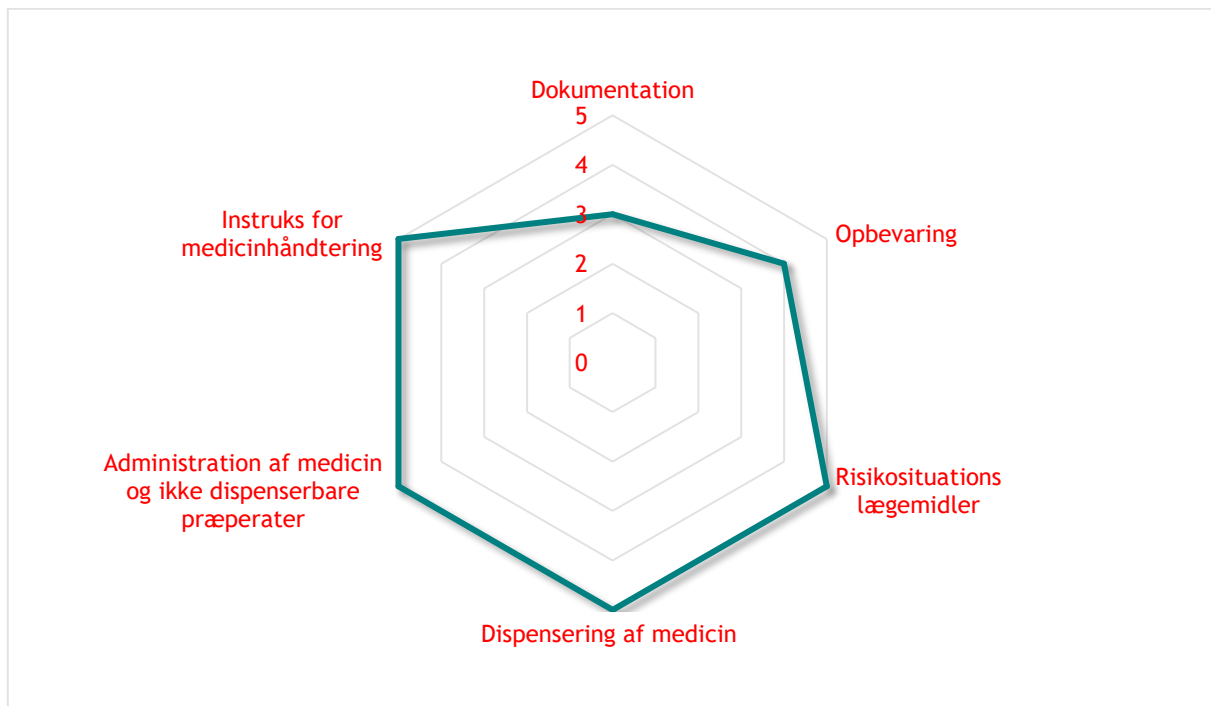 Dokumentation
5
4
3
2
1
0
Opbevaring
Risikosituations
lægemidler
Dispensering af medicin
Administration af medicin
og ikke dispenserbare
præperater
Instruks for
medicinhåndtering